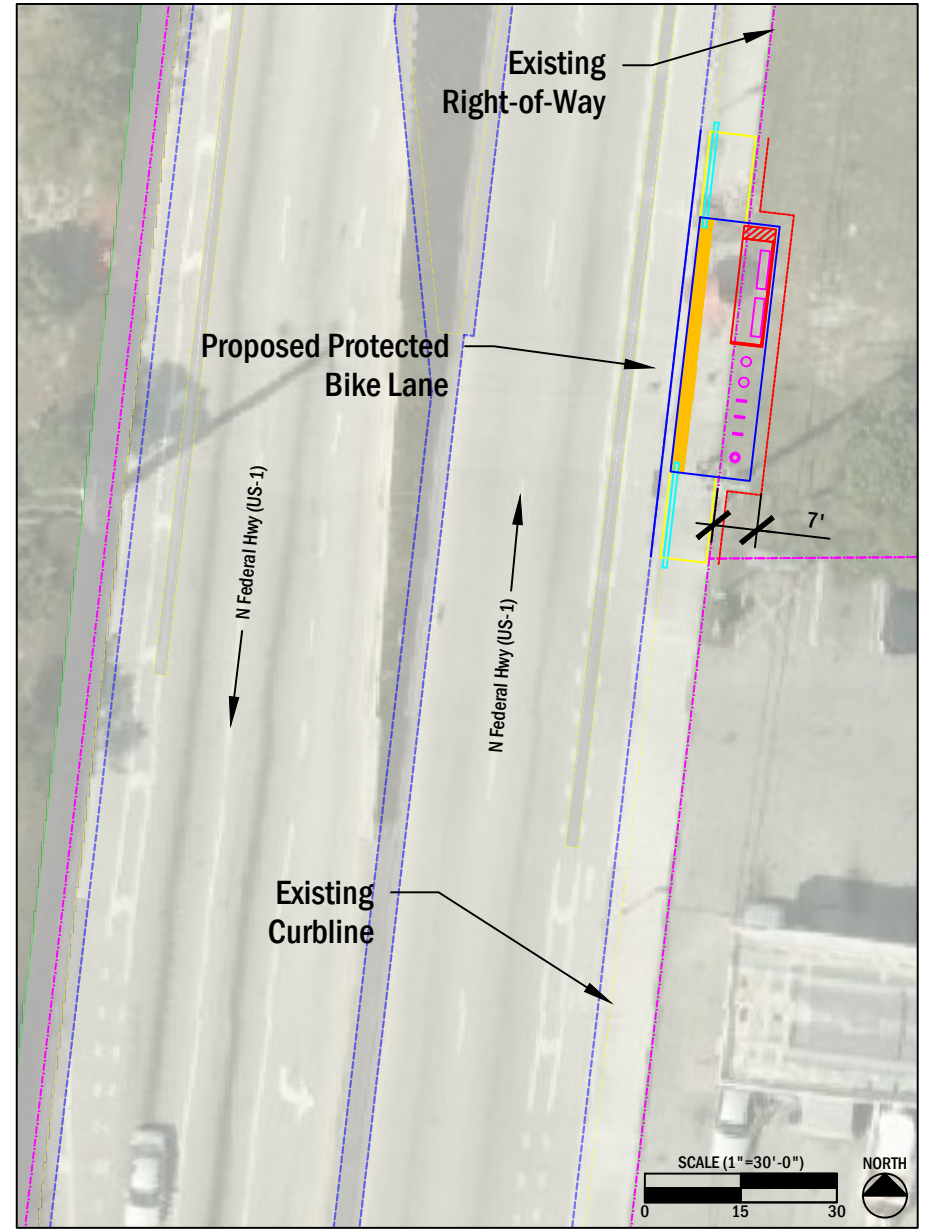 Existing
Right-of-Way
Proposed Protected
Bike Lane
N Federal Hwy (US-1)
N Federal Hwy (US-1)
7'
Existing
Curbline
SCALE (1"=30'-0")
NORTH
0 15 30